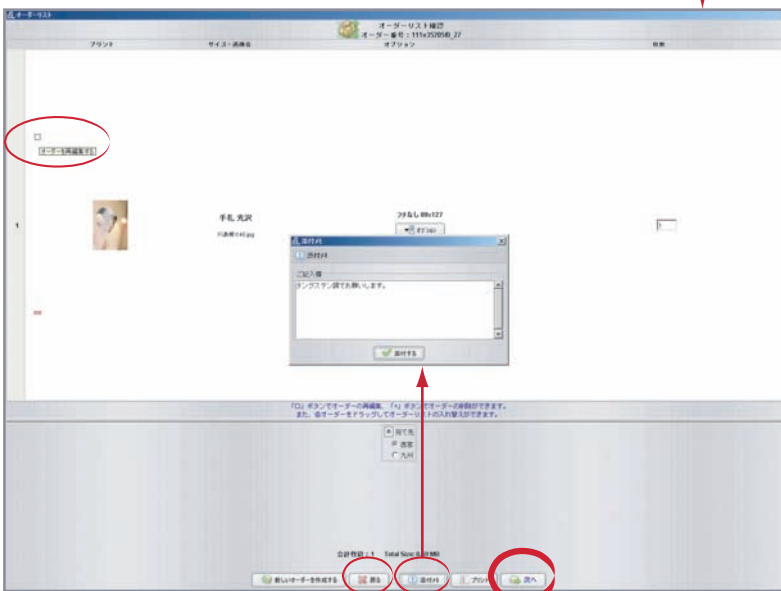 オーダーリスト
オーダーリスト確認
オーダー番号：
プリント
サイズ・画像名
オプション
枚数
オーダーを再編集する
1
手札 光沢
フチなし 89x127
オプション
添付メモ
添付メモ
ご記入欄
タングステン調でお願いします。
添付する
「□」ボタンでオーダーの再編集、「×」ボタンでオーダーの削除ができます。
また、各オーダーをドラッグしてオーダーリストの入れ替えができます。
宛て先
西宮
九州
合計枚数：1 Total Size:
新しいオーダーを作成する
戻る
添付メモ
プリント
次へ